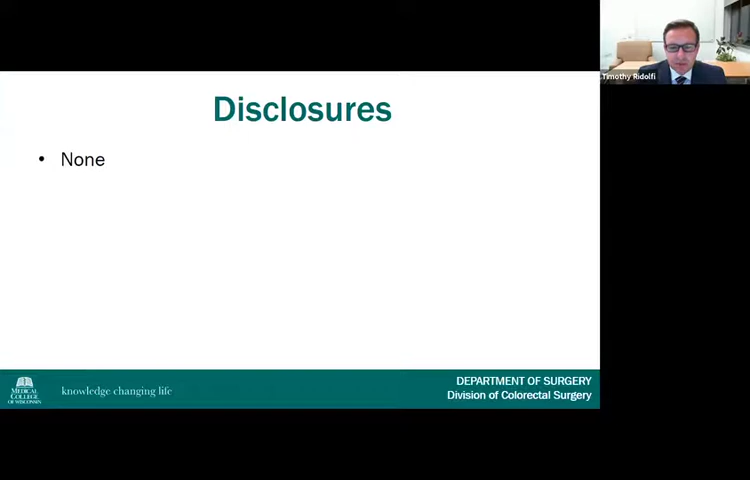 Disclosures
Timothy Ridolfi
• None
MEDICAL
COLLEGE
OF WISCONSIN
knowledge changing life
DEPARTMENT OF SURGERY
Division of Colorectal Surgery